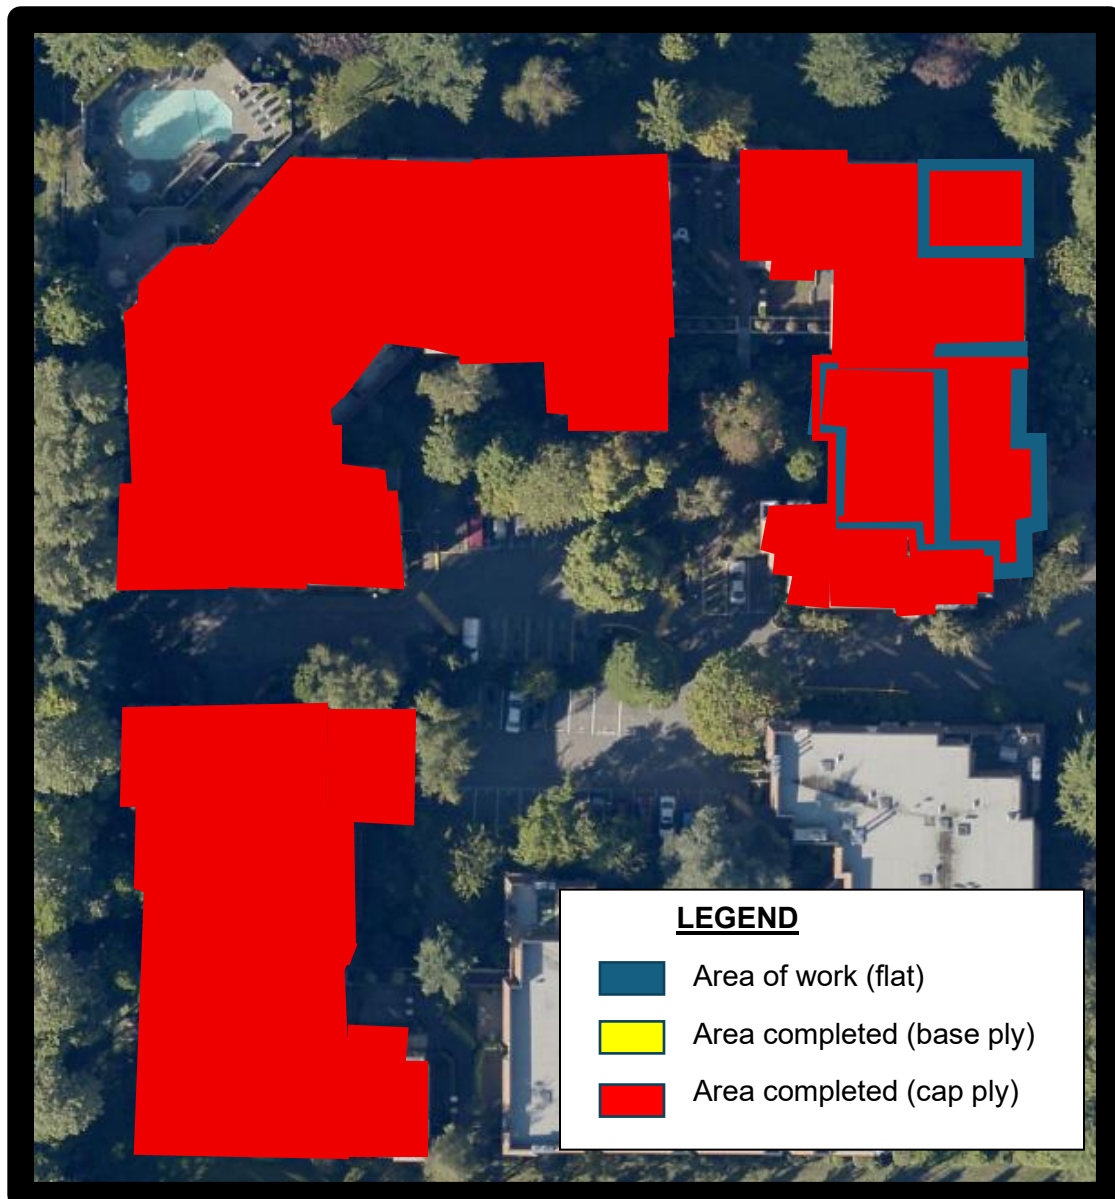 LEGEND
Area of work (flat)
Area completed (base ply)
Area completed (cap ply)